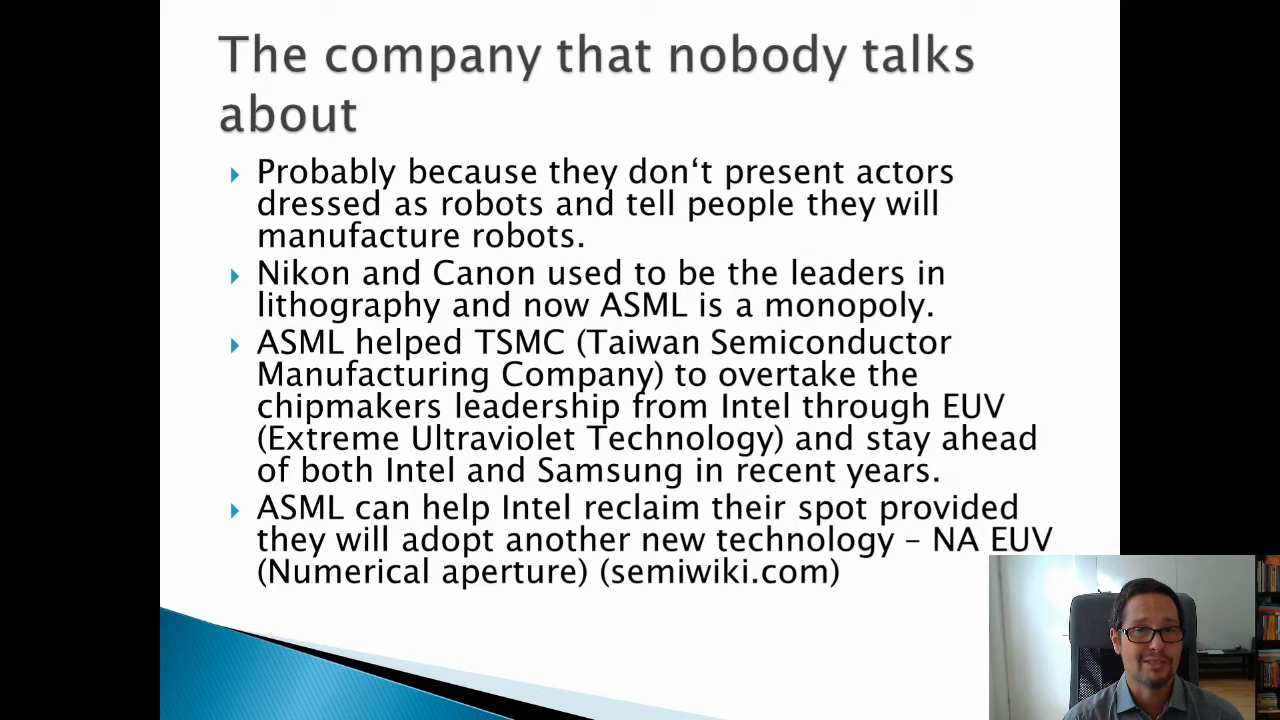 The company that nobody talks
about
Probably because they don‘t present actors
dressed as robots and tell people they will
manufacture robots.
Nikon and Canon used to be the leaders in
lithography and now ASML is a monopoly.
ASML helped TSMC (Taiwan Semiconductor
Manufacturing Company) to overtake the
chipmakers leadership from Intel through EUV
(Extreme Ultraviolet Technology) and stay ahead
of both Intel and Samsung in recent years.
ASML can help Intel reclaim their spot provided
they will adopt another new technology – NA EUV
(Numerical aperture) (semiwiki.com)